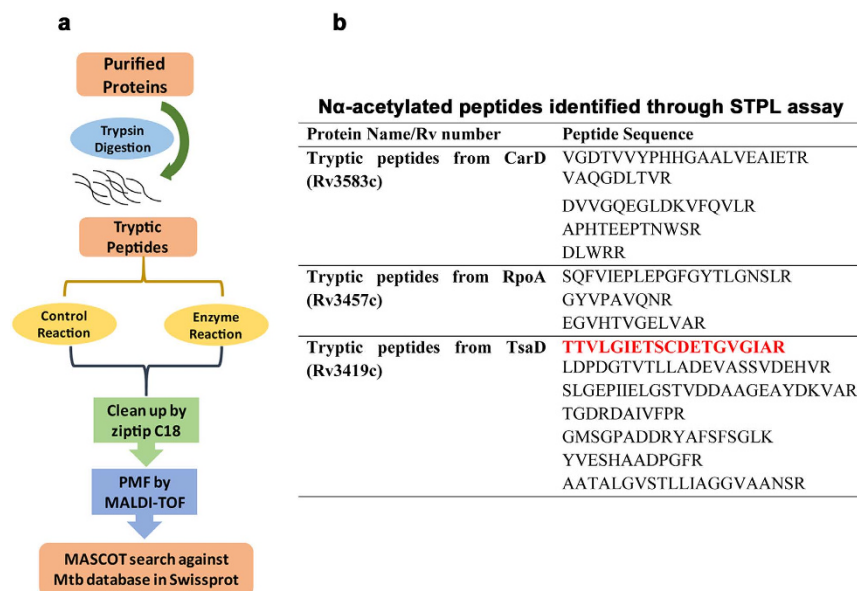 a
Purified
Proteins
Trypsin
Digestion
Tryptic
Peptides
Control
Reaction
Enzyme
Reaction
Clean up by
ziptip C18
PMF by
MALDI-TOF
MASCOT search against
Mtb database in Swissprot
b
Nα-acetylated peptides identified through STPL assay
Protein Name/Rv number Peptide Sequence
Tryptic peptides from CarD VGDTVVYPHHGAALVEAIETR
(Rv3583c) VAQGDLTVR
DVVGQEGLDKVFQVLR
APHTEEPTNWSR
DLWRR
Tryptic peptides from RpoA SQFVIEPLEPGFGYTLGNSLR
(Rv3457c) GYVPAVQNR
EGVHTVGELVAR
Tryptic peptides from TsaD TTVLGIETSCDETGVGIAR
(Rv3419c) LDPDGTVTLLADEVASSVDEHVR
SLGEPIIELGSTVDDAAGEAYDKVAR
TGDRDAIVFPR
GMSGPADDRYAFSFSGLK
YVESHAADPGFR
AATALGVSTLLIAGGVAANSR